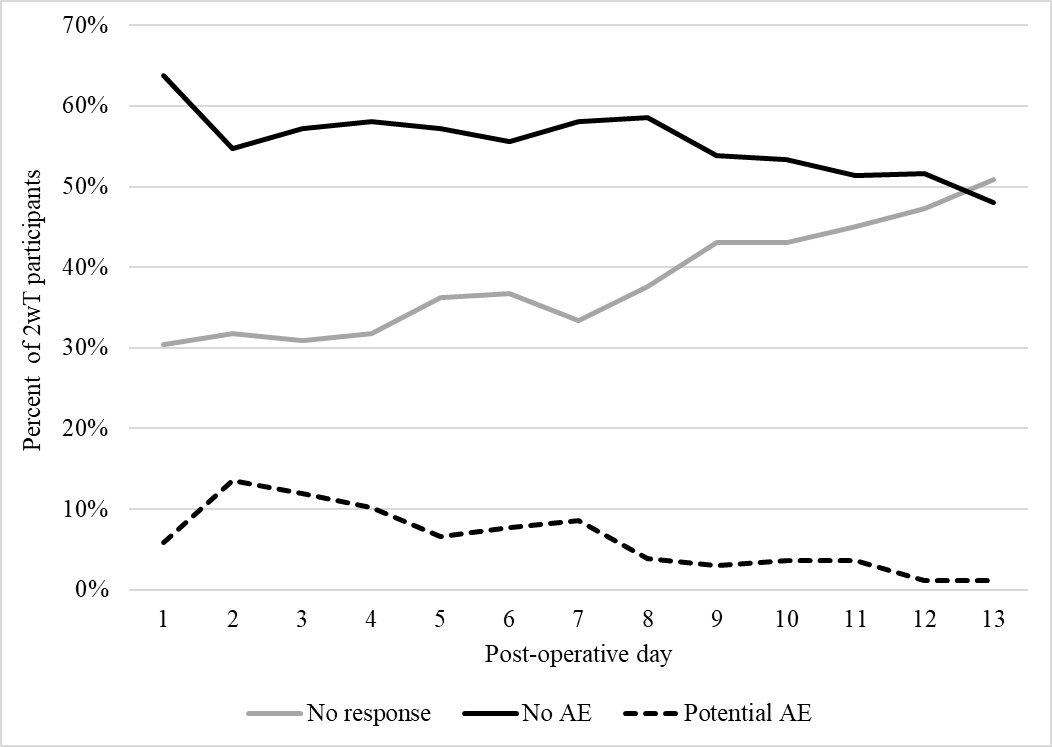 70%
60%
50%
40%
30%
20%
10%
0%
Percent of 2wT participants
1 2 3 4 5 6 7 8 9 10 11 12 13
Post-operative day
No response No AE Potential AE